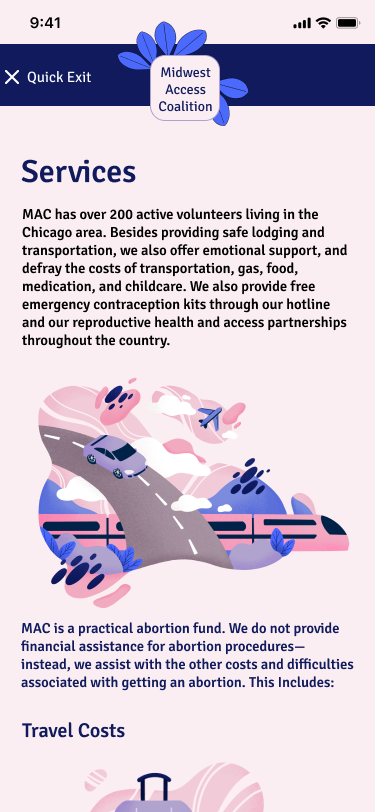 9:41
Quick Exit
Midwest
Access
Coalition
Services
MAC has over 200 active volunteers living in the
Chicago area. Besides providing safe lodging and
transportation, we also offer emotional support, and
defray the costs of transportation, gas, food,
medication, and childcare. We also provide free
emergency contraception kits through our hotline
and our reproductive health and access partnerships
throughout the country.
MAC is a practical abortion fund. We do not provide
financial assistance for abortion procedures—
instead, we assist with the other costs and difficulties
associated with getting an abortion. This Includes:
Travel Costs